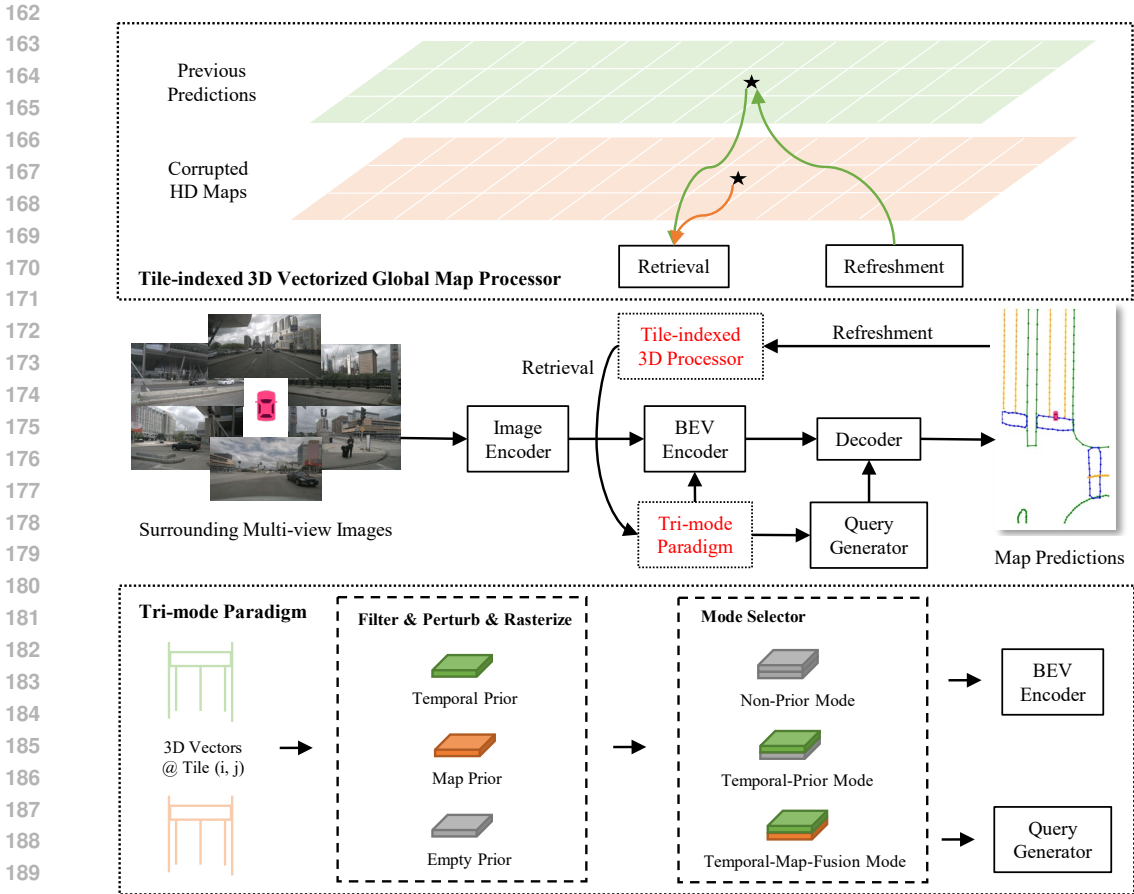 162
163
164
165
166
167
168
169
170
171
172
173
174
175
176
177
178
179
180
181
182
183
184
185
186
187
188
189
Previous
Predictions
Corrupted
HD Maps
Retrieval
Refreshment
Tile-indexed 3D Vectorized Global Map Processor
Tile-indexed
3D Processor
Refreshment
Retrieval
Image
Encoder
BEV
Encoder
Decoder
Surrounding Multi-view Images
Tri-mode
Paradigm
Query
Generator
Map Predictions
Tri-mode Paradigm
Filter & Perturb & Rasterize
Mode Selector
3D Vectors
@ Tile (i, j)
Temporal Prior
Map Prior
Empty Prior
Non-Prior Mode
Temporal-Prior Mode
Temporal-Map-Fusion Mode
BEV
Encoder
Query
Generator